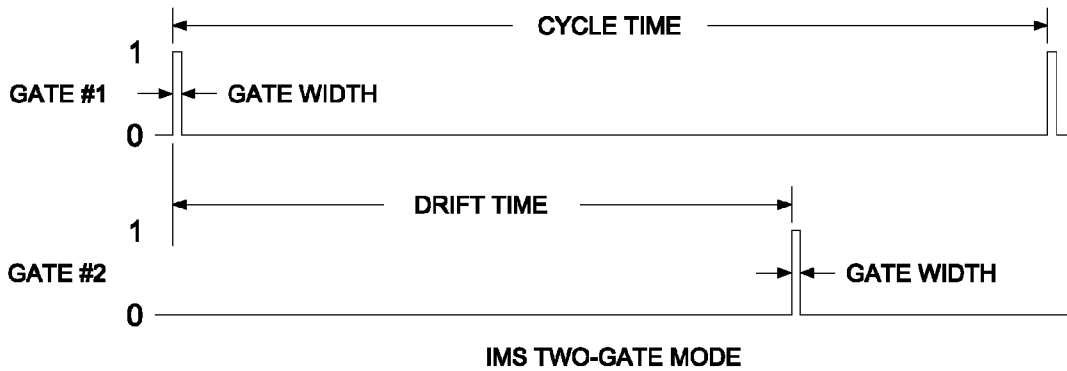 CYCLE TIME
1
GATE #1
GATE WIDTH
0
DRIFT TIME
1
GATE #2
GATE WIDTH
0
IMS TWO-GATE MODE